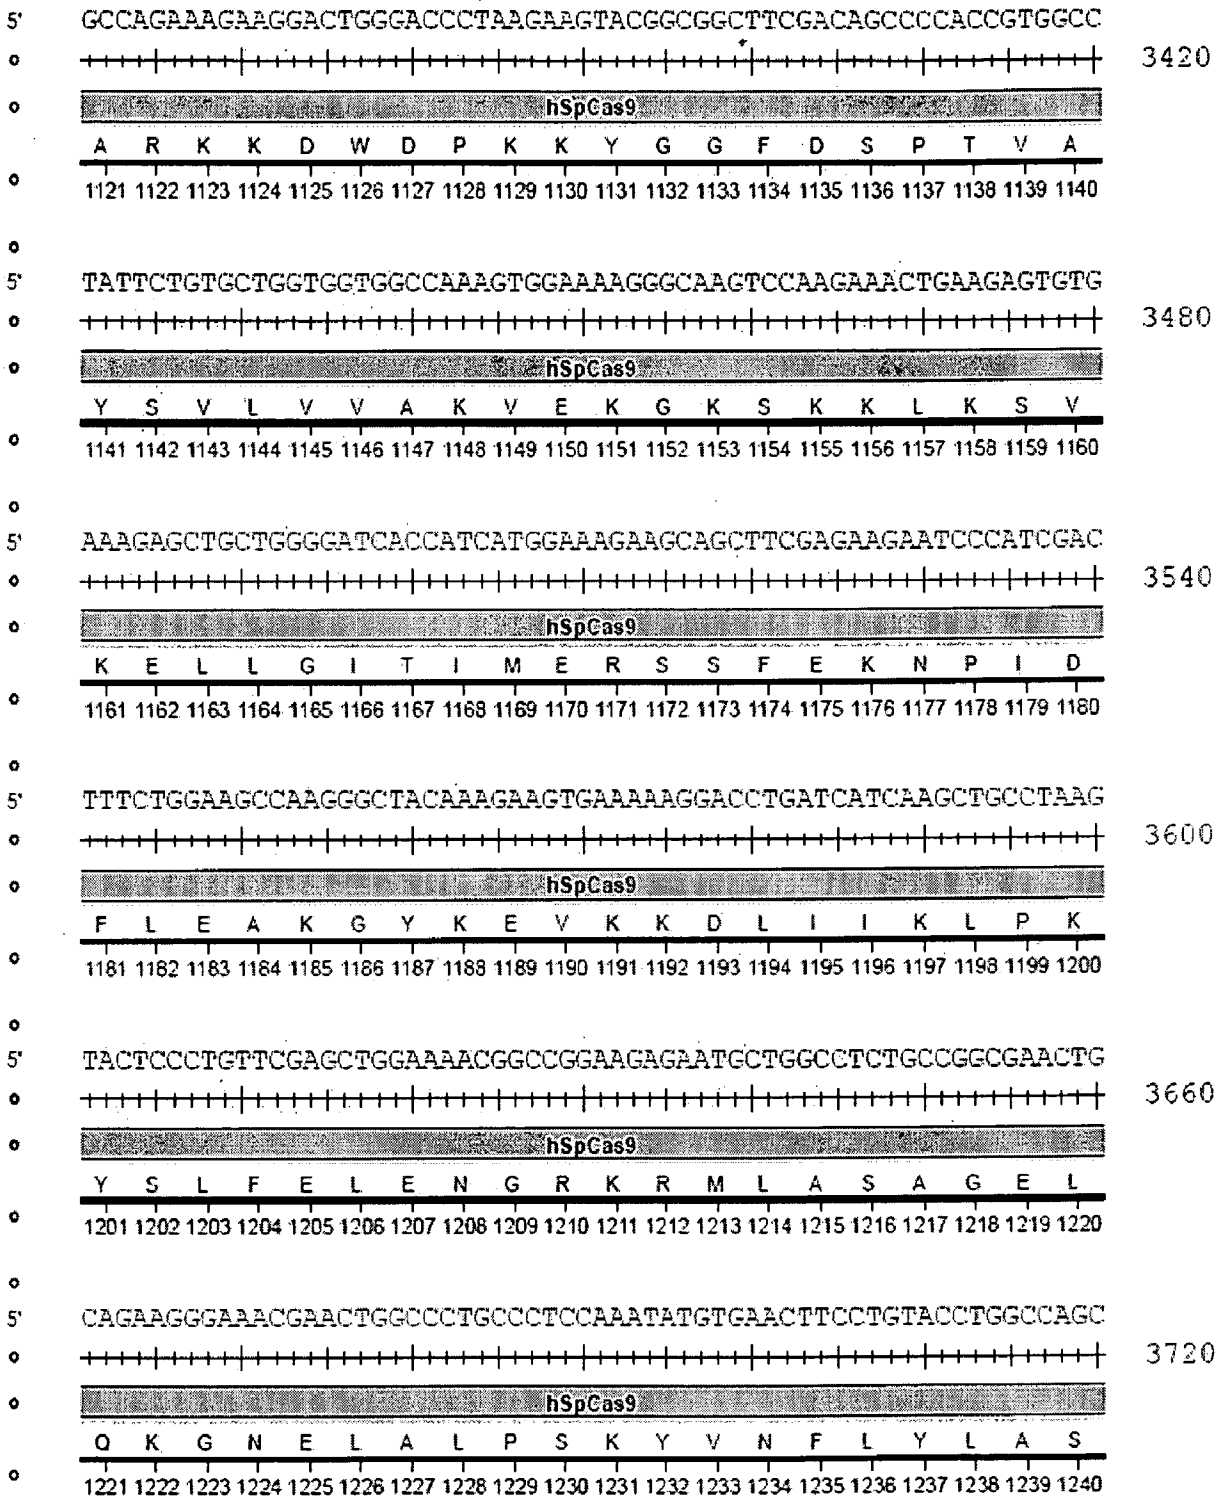 5' GCCAGAAAGAAGGACTGGGACCCTAAGAAGTACGGCGGCTTCGACAGCCCCACCGTGGCC
3420
hSpCas9
A R K K D W D P K K Y G G F D S P T V A
1121 1122 1123 1124 1125 1126 1127 1128 1129 1130 1131 1132 1133 1134 1135 1136 1137 1138 1139 1140
5' TATTCTGTGCTGGTGGTGGCCAAAGTGGAAAAGGGCAAGTCCAAGAAACTGAAGAGTGTG
3480
hSpCas9
Y S V L V V A K V E K G K S K K L K S V
1141 1142 1143 1144 1145 1146 1147 1148 1149 1150 1151 1152 1153 1154 1155 1156 1157 1158 1159 1160
5' AAAGAGCTGCTGGGGATCACCATCATGGAAAGAAGCAGCTTCGAGAAGAATCCCATCGAC
3540
hSpCas9
K E L L G I T I M E R S S F E K N P I D
1161 1162 1163 1164 1165 1166 1167 1168 1169 1170 1171 1172 1173 1174 1175 1176 1177 1178 1179 1180
5' TTTCTGGAAGCCAAGGGCTACAAAGAAGTGAAAAAGGACCTGATCATCAAGCTGCCTAAG
3600
hSpCas9
F L E A K G Y K E V K K D L I I K L P K
1181 1182 1183 1184 1185 1186 1187 1188 1189 1190 1191 1192 1193 1194 1195 1196 1197 1198 1199 1200
5' TACTCCCTGTTCGAGCTGGAAAACGGCCGGAAGAGAATGCTGGCCTCTGCCGGCGAACTG
3660
hSpCas9
Y S L F E L E N G R K R M L A S A G E L
1201 1202 1203 1204 1205 1206 1207 1208 1209 1210 1211 1212 1213 1214 1215 1216 1217 1218 1219 1220
5' CAGAAGGGAAACGAACTGGCCCTGCCCTCCAAATATGTGAACTTCCTGTACCTGGCCAGC
3720
hSpCas9
Q K G N E L A L P S K Y V N F L Y L A S
1221 1222 1223 1224 1225 1226 1227 1228 1229 1230 1231 1232 1233 1234 1235 1236 1237 1238 1239 1240